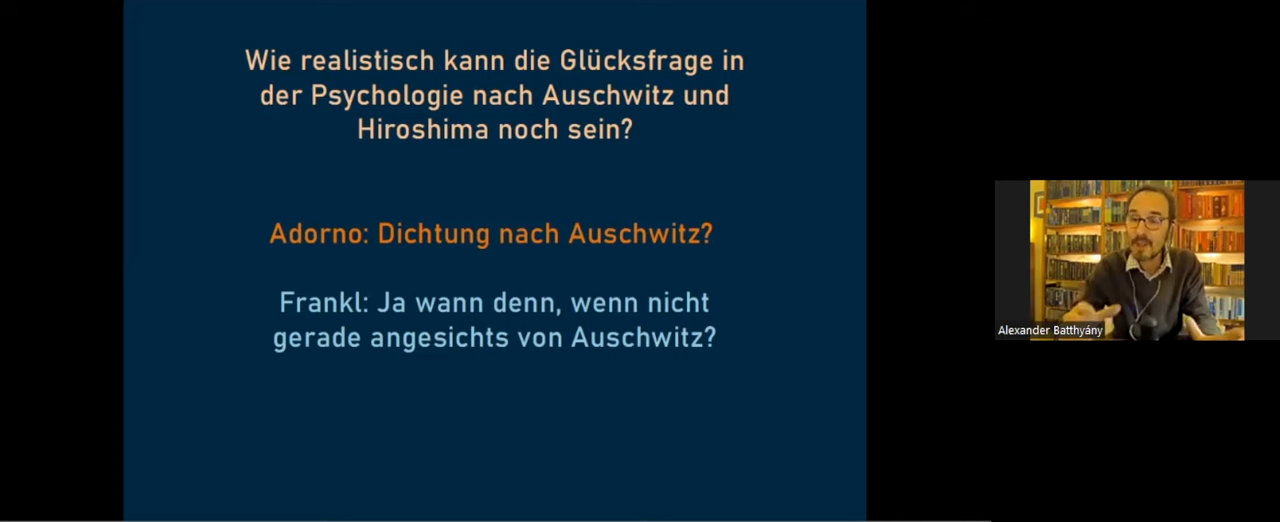 Wie realistisch kann die Glücksfrage in
der Psychologie nach Auschwitz und
Hiroshima noch sein?
Adorno: Dichtung nach Auschwitz?
Frankl: Ja wann denn, wenn nicht
gerade angesichts von Auschwitz?
Alexander Batthyány